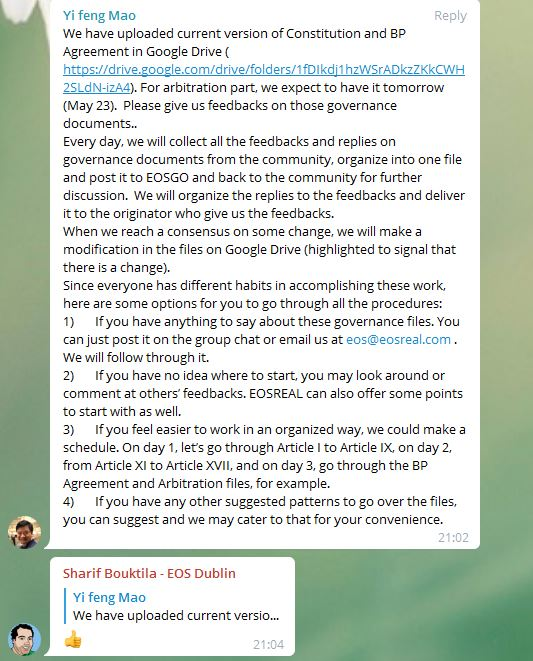 Yi feng Mao Reply
We have uploaded current version of Constitution and BP
Agreement in Google Drive (
https://drive.google.com/drive/folders/1fDIkdj1hzWSrADkzZKkCWH
2SLdN-izA4). For arbitration part, we expect to have it tomorrow
(May 23).  Please give us feedbacks on those governance
documents..
Every day, we will collect all the feedbacks and replies on
governance documents from the community, organize into one file
and post it to EOSGO and back to the community for further
discussion.  We will organize the replies to the feedbacks and deliver
it to the originator who give us the feedbacks.
When we reach a consensus on some change, we will make a
modification in the files on Google Drive (highlighted to signal that
there is a change).
Since everyone has different habits in accomplishing these work,
here are some options for you to go through all the procedures:
1)      If you have anything to say about these governance files. You
can just post it on the group chat or email us at eos@eosreal.com .
We will follow through it.
2)      If you have no idea where to start, you may look around or
comment at others’ feedbacks. EOSREAL can also offer some points
to start with as well.
3)      If you feel easier to work in an organized way, we could make a
schedule. On day 1, let’s go through Article I to Article IX, on day 2,
from Article XI to Article XVII, and on day 3, go through the BP
Agreement and Arbitration files, for example.
4)      If you have any other suggested patterns to go over the files,
you can suggest and we may cater to that for your convenience.
21:02
Sharif Bouktila - EOS Dublin
Yi feng Mao
We have uploaded current versio...
👍 21:04